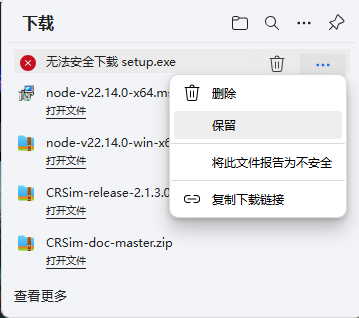 下载
无法安全下载 setup.exe
删除
node-v22.14.0-x64.ms
打开文件
保留
node-v22.14.0-win-x6
打开文件
将此文件报告为不安全
CRSim-release-2.1.3.0
打开文件
复制下载链接
CRSim-doc-master.zip
打开文件
查看更多